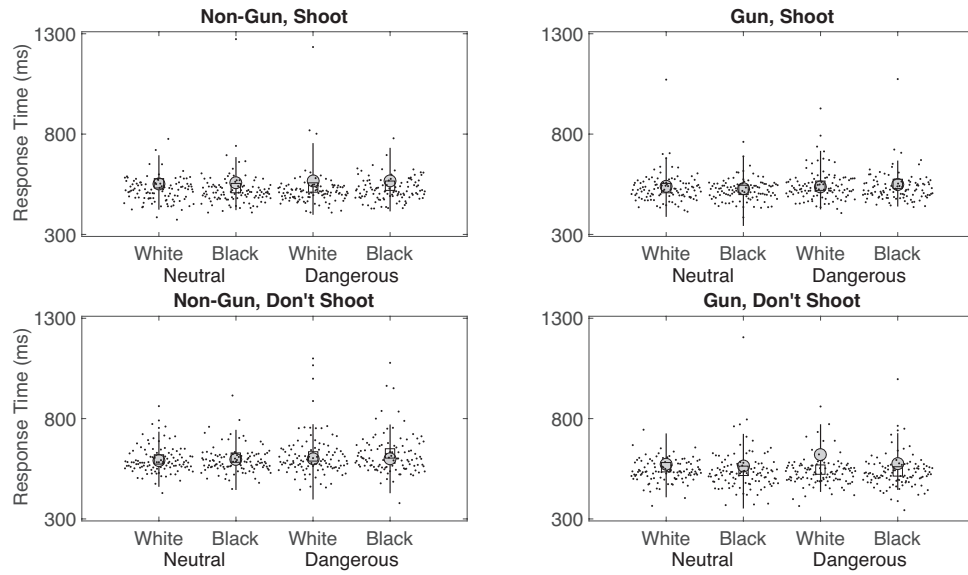 Non-Gun, Shoot
Response Time (ms)
1300
800
300
White Black White Black
Neutral Dangerous
Gun, Shoot
1300
800
300
White Black White Black
Neutral Dangerous
Non-Gun, Don't Shoot
Response Time (ms)
1300
800
300
White Black White Black
Neutral Dangerous
Gun, Don't Shoot
1300
800
300
White Black White Black
Neutral Dangerous